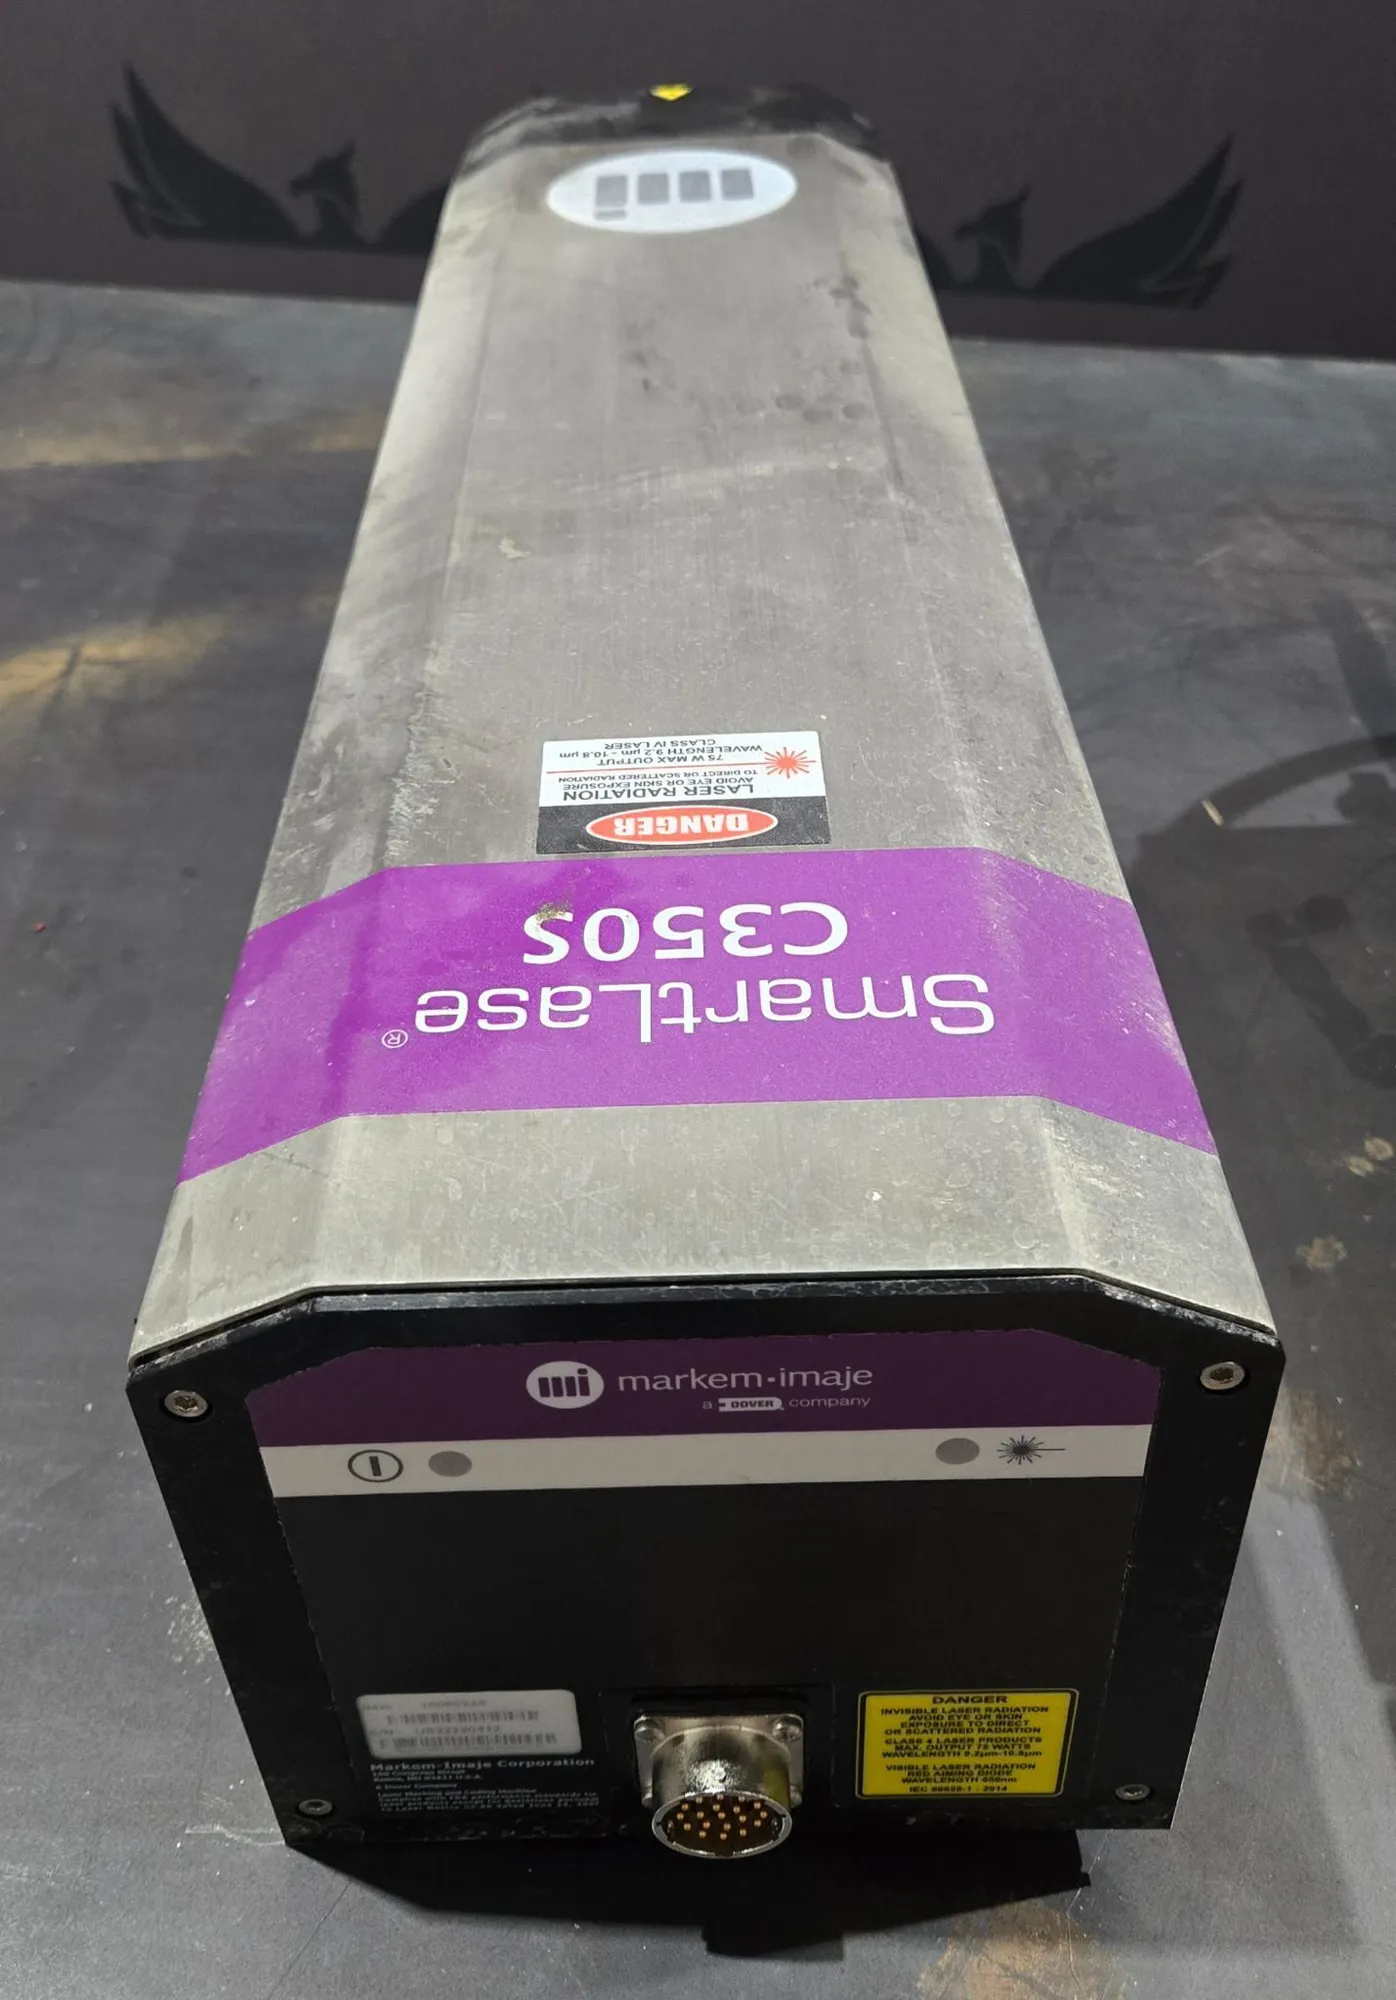 DANGER
LASER RADIATION
AVOID EYE OR SKIN EXPOSURE
TO DIRECT OR SCATTERED RADIATION
75 W MAX OUTPUT
WAVELENGTH 9.2 µm - 10.8 µm
CLASS IV LASER
SmartLase®
C350S
mi markem·imaje
a DOVER company
Markem-Imaje Corporation
A Dover Company
DANGER
INVISIBLE LASER RADIATION
AVOID EYE OR SKIN
EXPOSURE TO DIRECT
OR SCATTERED RADIATION
CLASS 4 LASER PRODUCTS
MAX. OUTPUT 75 WATTS
WAVELENGTH 9.2µm-10.8µm
VISIBLE LASER RADIATION
RED AIMING DIODE
WAVELENGTH 650nm
IEC 60825-1 : 2014